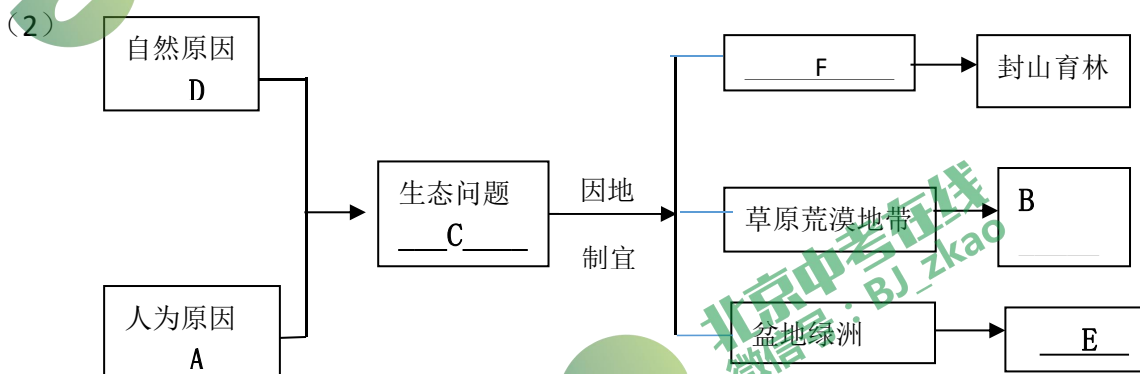 （2）
自然原因
D
人为原因
A
生态问题
C
因地
制宜
F
封山育林
草原荒漠地带
B
盆地绿洲
E
北京中考在线
微信号：BJ_zkao